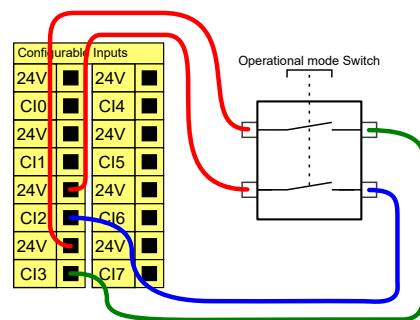 Configurable Inputs
Operational mode Switch
24V 24V
CI0 CI4
24V 24V
CI1 CI5
24V 24V
CI2 CI6
24V 24V
CI3 CI7